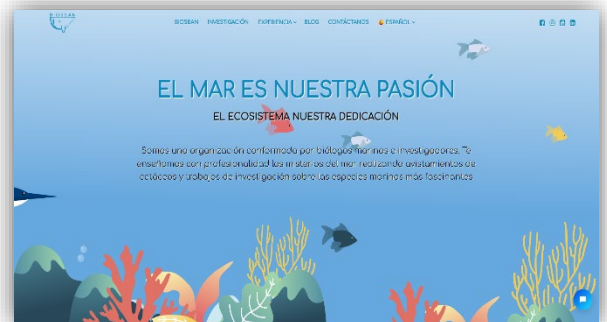 BIOSEAN
BIOSEAN INVESTIGACIÓN EXPERIENCIA BLOG CONTÁCTANOS ESPAÑOL
EL MAR ES NUESTRA PASIÓN
EL ECOSISTEMA NUESTRA DEDICACIÓN
Somos una organización conformada por biólogos marinos e investigadores. Te
enseñamos con profesionalidad los misterios del mar realizando avistamientos de
cetáceos y trabajos de investigación sobre las especies marinas más fascinantes